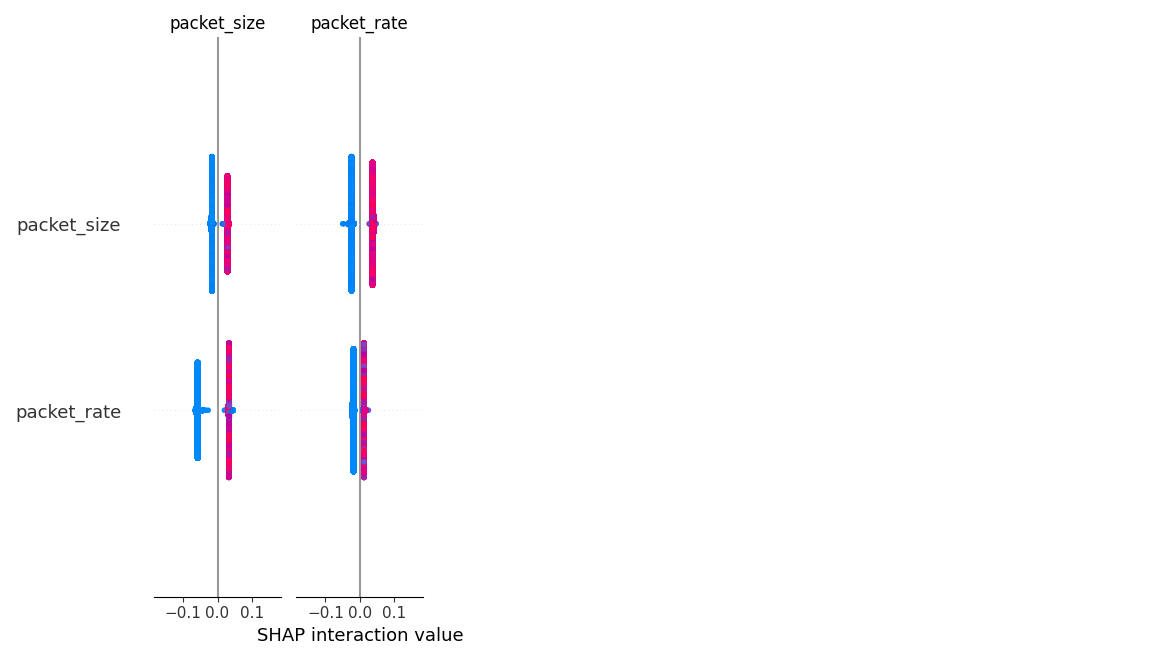 packet_size packet_rate
packet_size
packet_rate
−0.1 0.0 0.1 −0.1 0.0 0.1
SHAP interaction value